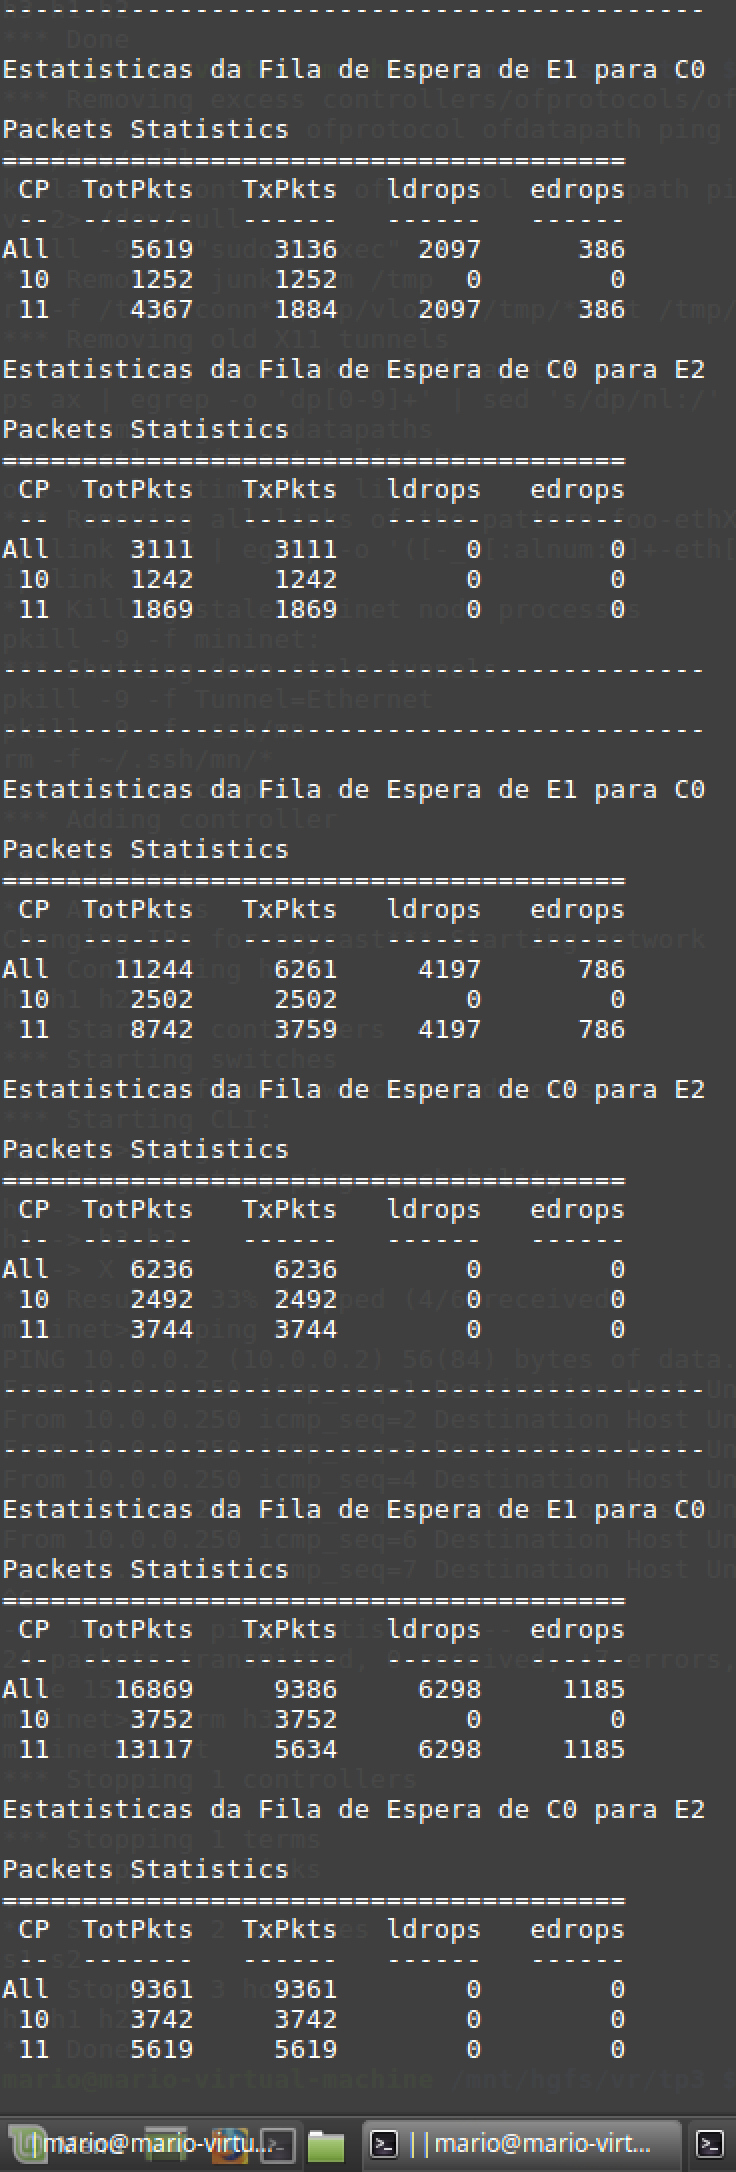 -------------------------------------------- 
Estatisticas da Fila de Espera de E1 para C0
Packets Statistics
=======================================
CP TotPkts TxPkts ldrops edrops
-- ------- ------ ------ ------
All 5619 3136 2097 386
10 1252 1252 0 0
11 4367 1884 2097 386
Estatisticas da Fila de Espera de C0 para E2
Packets Statistics
=======================================
CP TotPkts TxPkts ldrops edrops
-- ------- ------ ------ ------
All 3111 3111 0 0
10 1242 1242 0 0
11 1869 1869 0 0
--------------------------------------------
--------------------------------------------
Estatisticas da Fila de Espera de E1 para C0
Packets Statistics
=======================================
CP TotPkts TxPkts ldrops edrops
-- ------- ------ ------ ------
All 11244 6261 4197 786
10 2502 2502 0 0
11 8742 3759 4197 786
Estatisticas da Fila de Espera de C0 para E2
Packets Statistics
=======================================
CP TotPkts TxPkts ldrops edrops
-- ------- ------ ------ ------
All 6236 6236 0 0
10 2492 2492 0 0
11 3744 3744 0 0
--------------------------------------------
--------------------------------------------
Estatisticas da Fila de Espera de E1 para C0
Packets Statistics
=======================================
CP TotPkts TxPkts ldrops edrops
-- ------- ------ ------ ------
All 16869 9386 6298 1185
10 3752 3752 0 0
11 13117 5634 6298 1185
Estatisticas da Fila de Espera de C0 para E2
Packets Statistics
=======================================
CP TotPkts TxPkts ldrops edrops
-- ------- ------ ------ ------
All 9361 9361 0 0
10 3742 3742 0 0
11 5619 5619 0 0
mario@mario-virtual-machine /mnt/hgfs/vr/tp3
|mario@mario-virtu... ||mario@mario-virt...